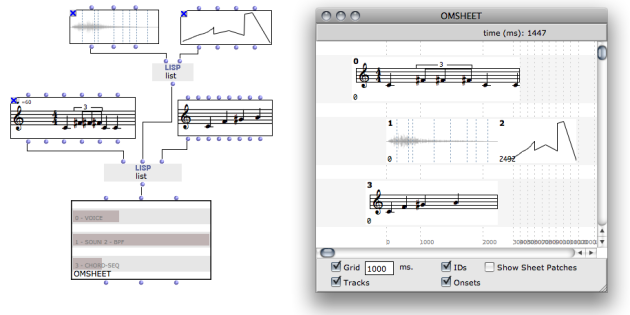 LISP
list
=60
3
LISP
list
0 - VOICE
1 - SOUN 2 - BPF
3 - CHORD-SEQ
OMSHEET
OMSHEET
time (ms): 1447
0
3
0
1
2
0
2492
3
0
0
1000
2000
Grid 1000 ms.
IDs
Show Sheet Patches
Tracks
Onsets